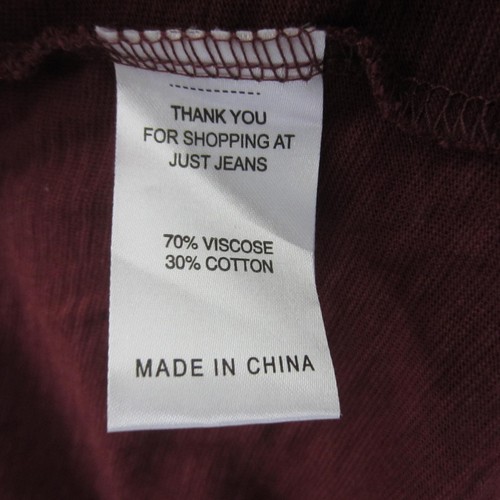 THANK YOU
FOR SHOPPING AT
JUST JEANS
70% VISCOSE
30% COTTON
MADE IN CHINA